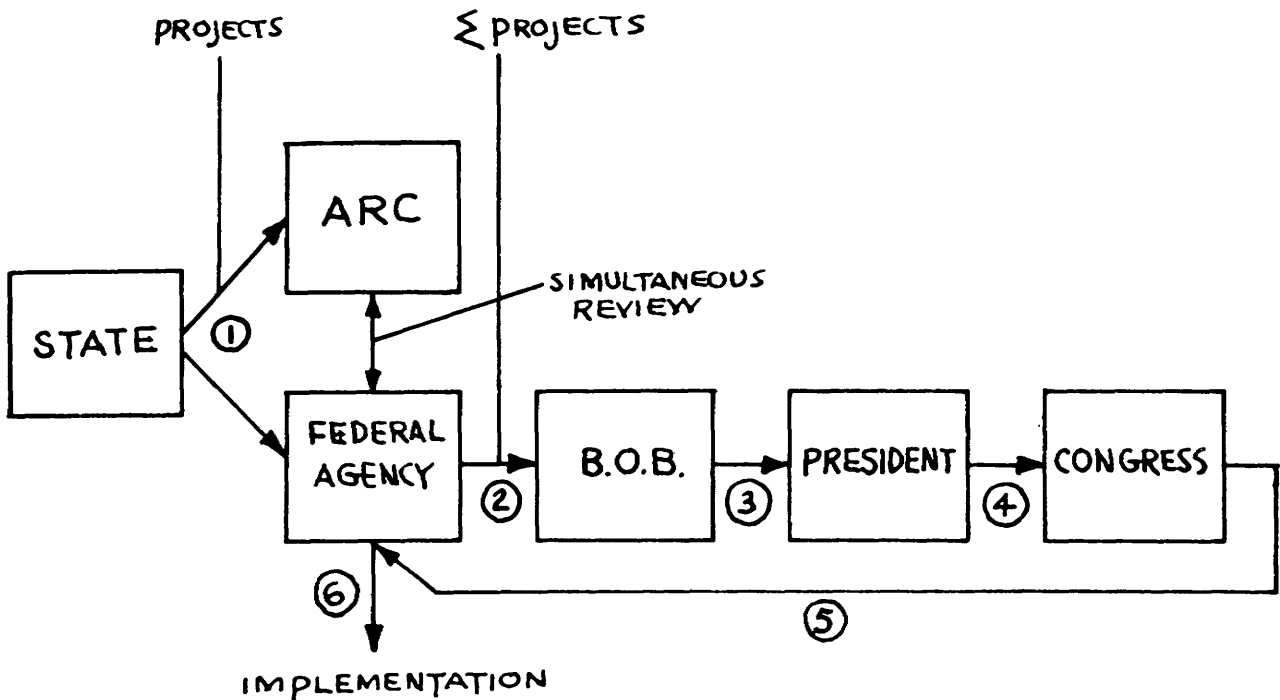 PROJECTS
Σ PROJECTS
ARC
SIMULTANEOUS
REVIEW
STATE
1
FEDERAL
AGENCY
B.O.B.
PRESIDENT
CONGRESS
2
3
4
6
5
IMPLEMENTATION